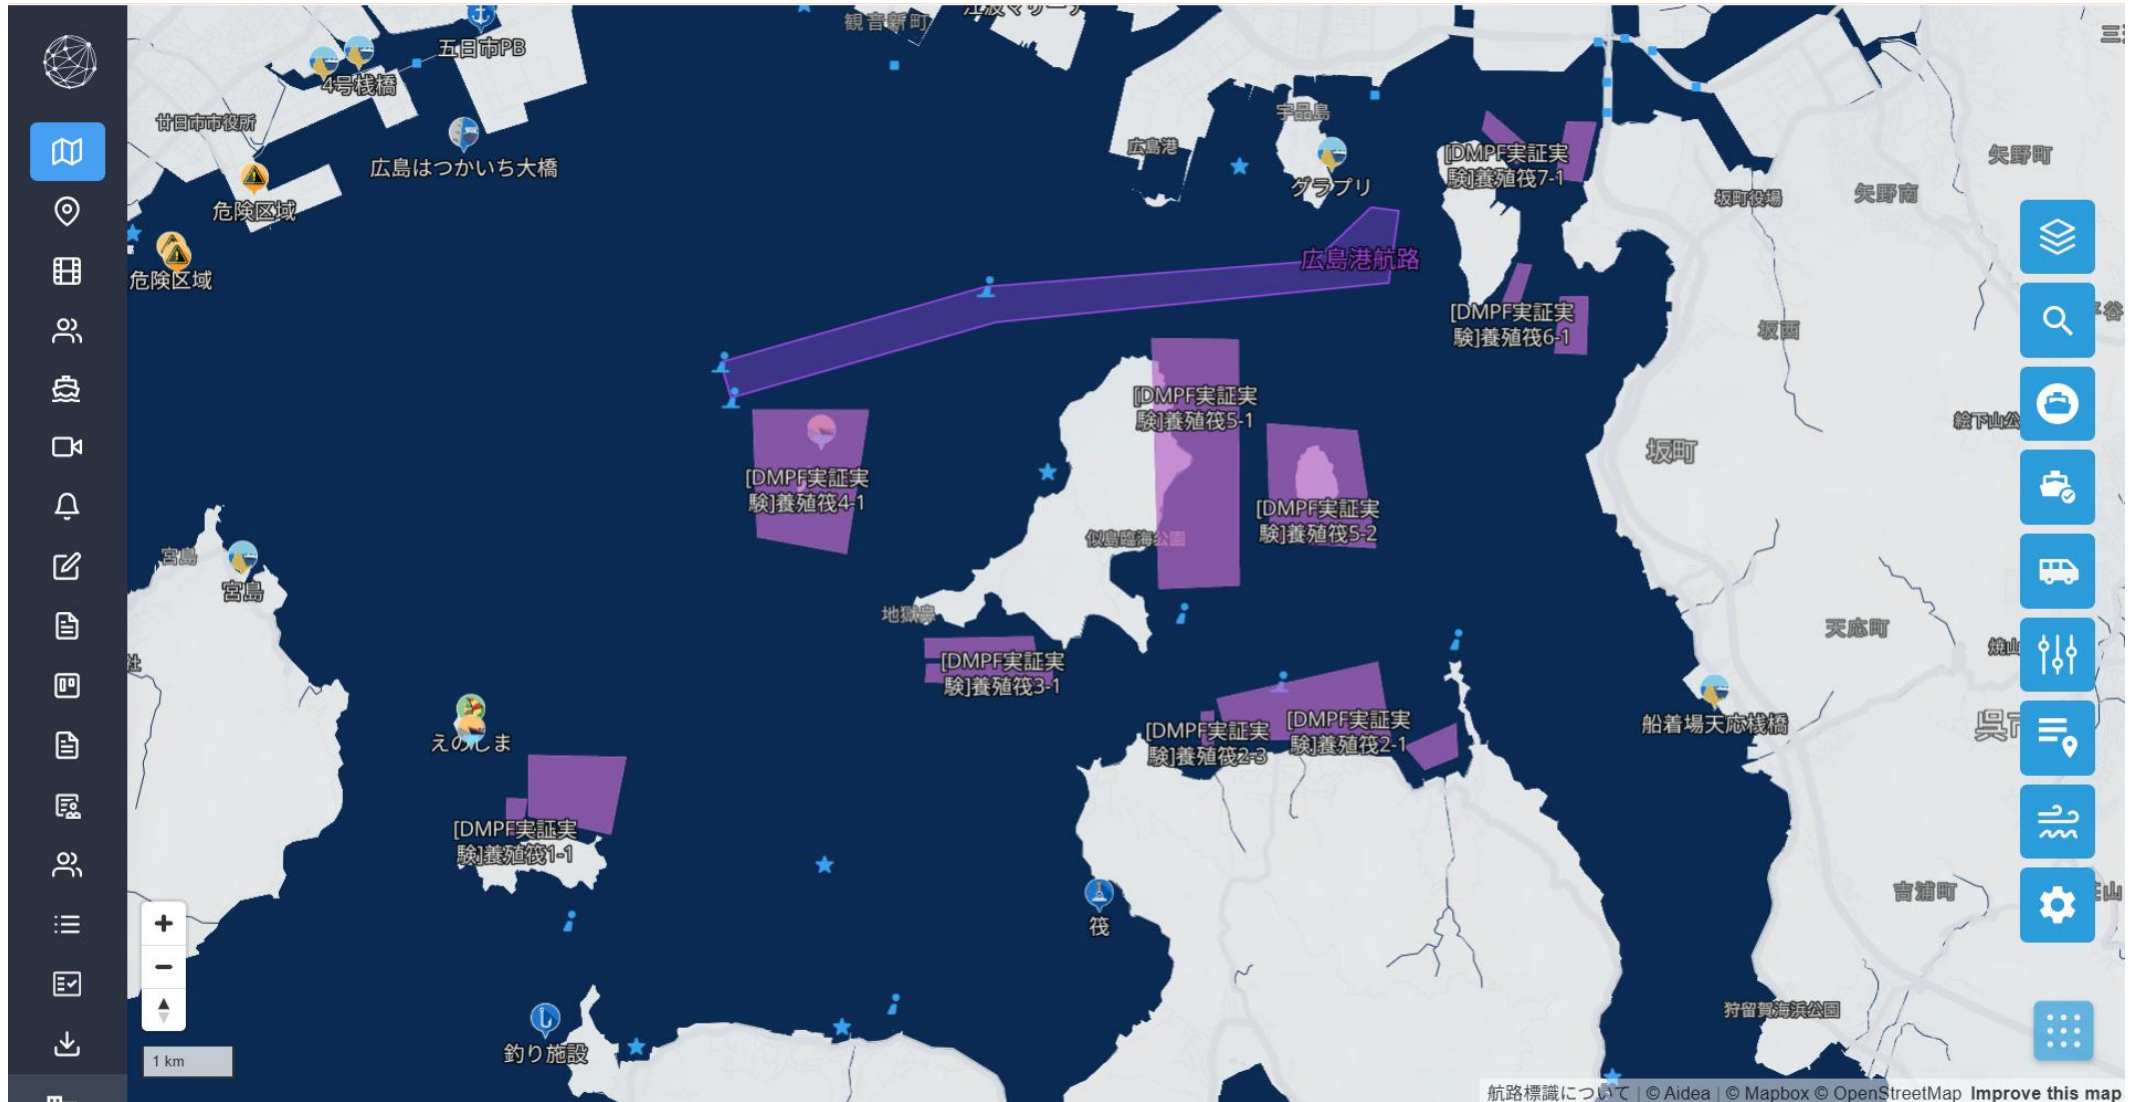 五日市PB
4号桟橋
観音新町
廿日市市役所
広島はつかいち大橋
危険区域
危険区域
宇品島
広島港
グラプリ
[DMPF実証実
験]養殖筏7-1
矢野町
矢野南
坂町役場
広島港航路
[DMPF実証実
験]養殖筏6-1
坂西
[DMPF実証実
験]養殖筏5-1
坂町
[DMPF実証実
験]養殖筏4-1
[DMPF実証実
験]養殖筏5-2
似島臨海公園
宮島
宮島
地獄鼻
天応町
[DMPF実証実
験]養殖筏3-1
船着場天応桟橋
[DMPF実証実
験]養殖筏2-3
[DMPF実証実
験]養殖筏2-1
えのしま
[DMPF実証実
験]養殖筏1-1
吉浦町
筏
狩留賀海浜公園
釣り施設
1 km
航路標識について | © Aidea | © Mapbox © OpenStreetMap Improve this map